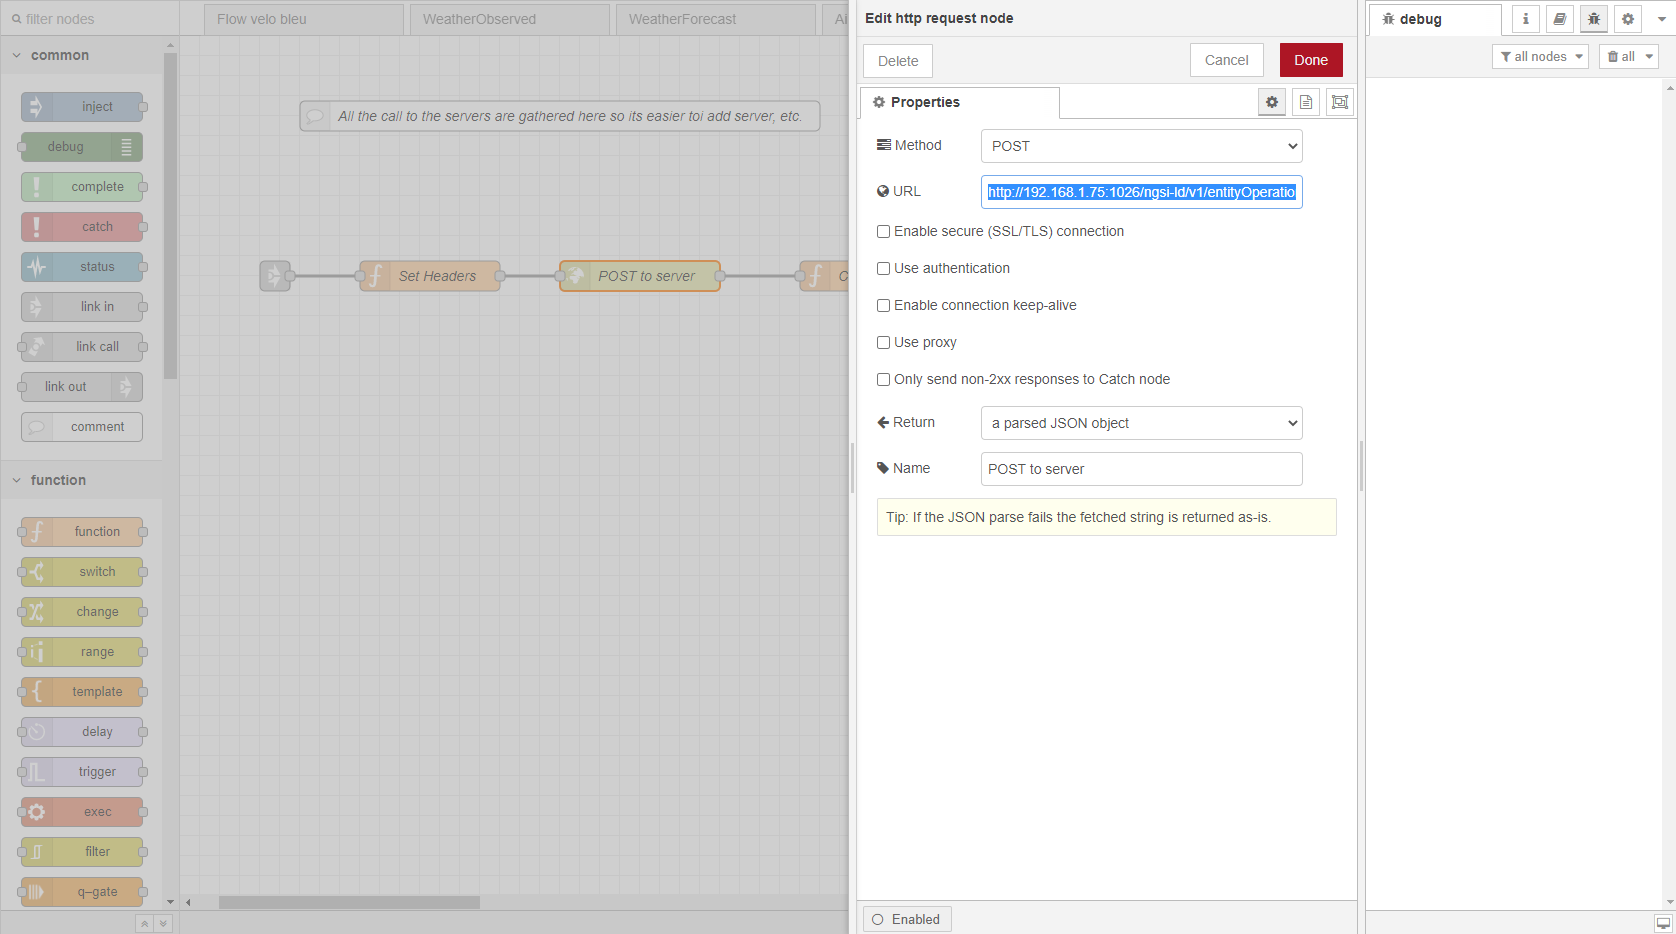 filter nodes
Flow velo bleu
WeatherObserved
WeatherForecast
Ai
common
inject
debug
complete
catch
status
link in
link call
link out
comment
function
function
switch
change
range
template
delay
trigger
exec
filter
q–gate
All the call to the servers are gathered here so its easier toi add server, etc.
Set Headers
POST to server
C
Edit http request node
Delete
Cancel
Done
Properties
Method
POST
URL
http://192.168.1.75:1026/ngsi-ld/v1/entityOperatio
Enable secure (SSL/TLS) connection
Use authentication
Enable connection keep-alive
Use proxy
Only send non-2xx responses to Catch node
Return
a parsed JSON object
Name
POST to server
Tip: If the JSON parse fails the fetched string is returned as-is.
Enabled
debug
i
all nodes
all